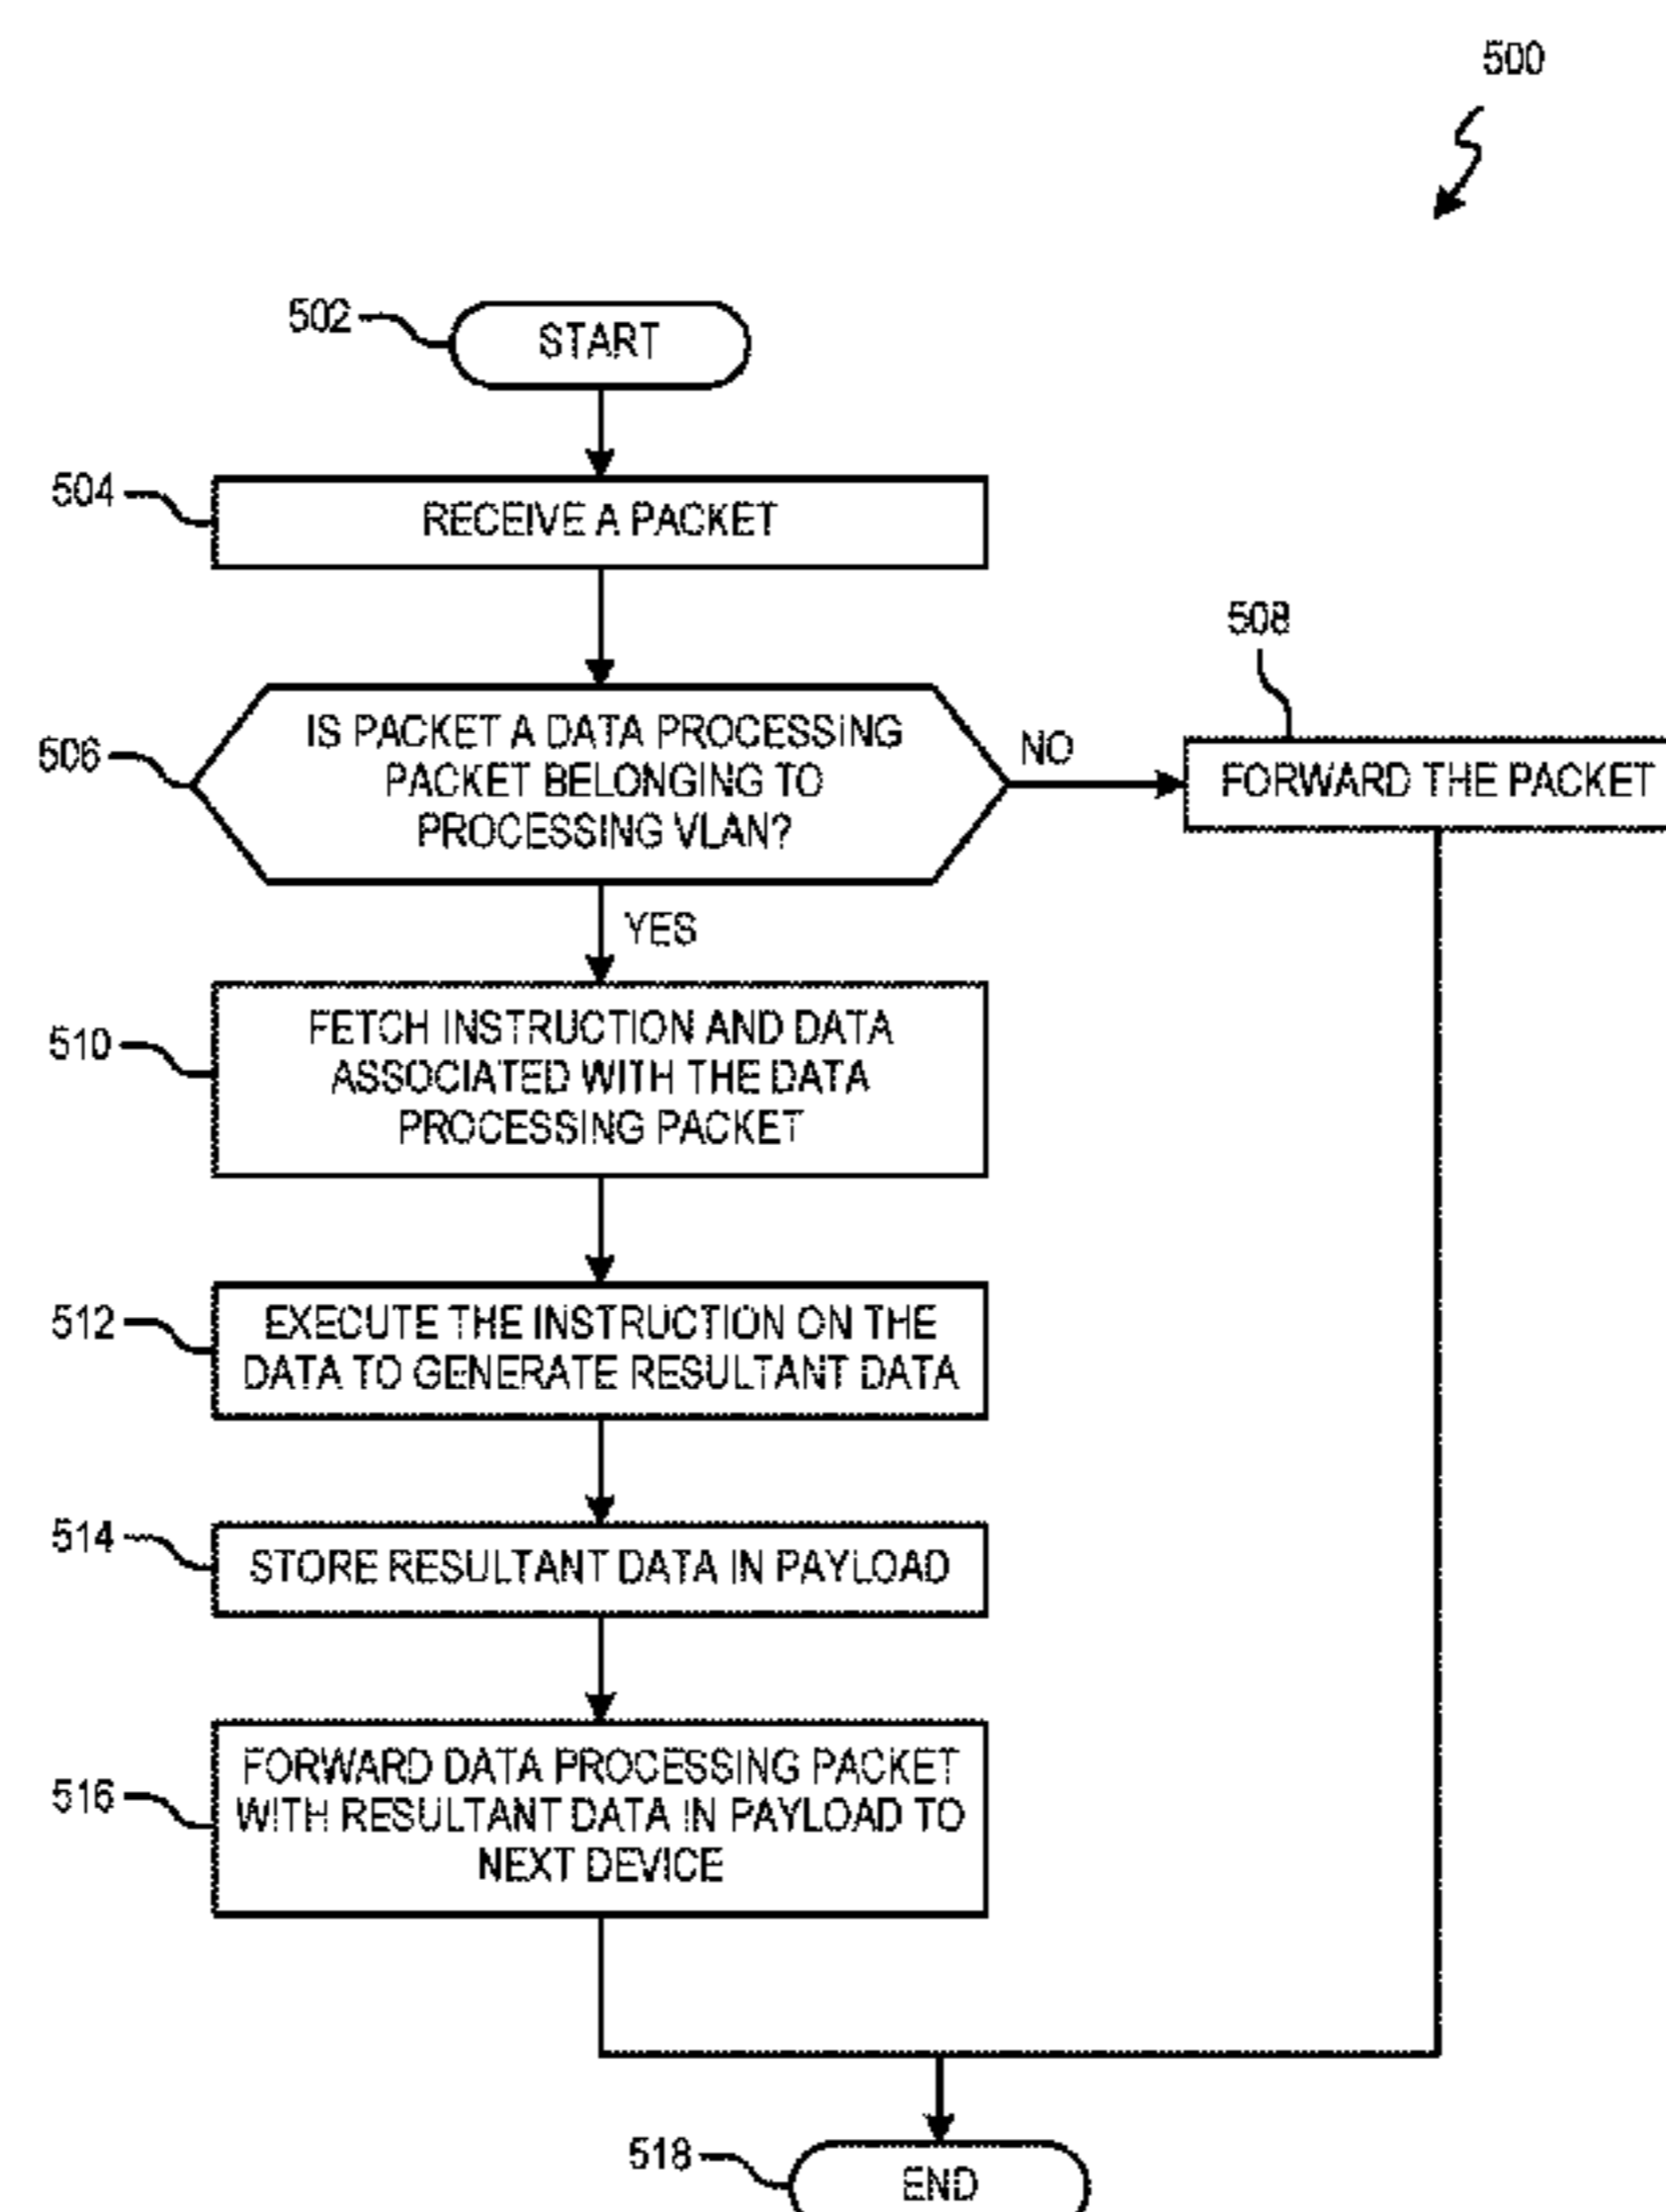 500
502
START
504
RECEIVE A PACKET
508
506
IS PACKET A DATA PROCESSING
PACKET BELONGING TO
PROCESSING VLAN?
NO
FORWARD THE PACKET
YES
510
FETCH INSTRUCTION AND DATA
ASSOCIATED WITH THE DATA
PROCESSING PACKET
512
EXECUTE THE INSTRUCTION ON THE
DATA TO GENERATE RESULTANT DATA
514
STORE RESULTANT DATA IN PAYLOAD
516
FORWARD DATA PROCESSING PACKET
WITH RESULTANT DATA IN PAYLOAD TO
NEXT DEVICE
518
END